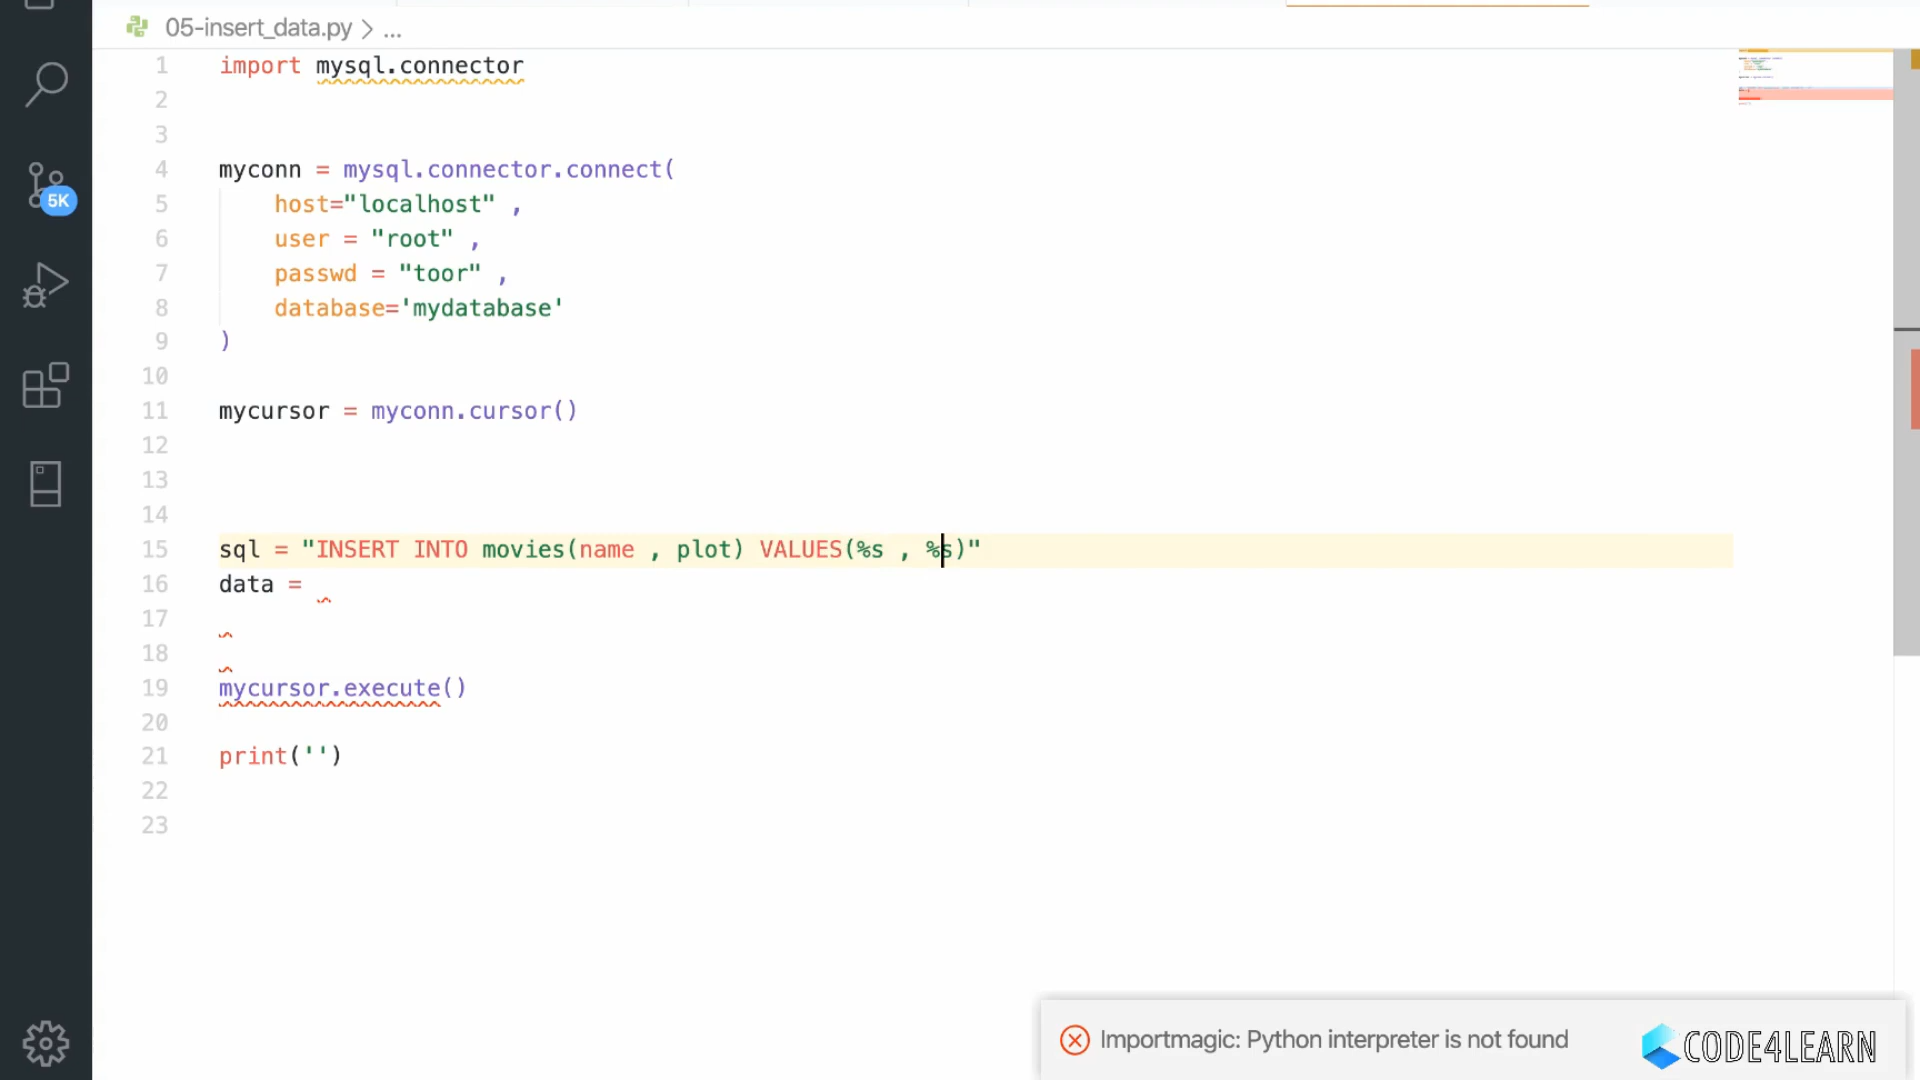 05-insert_data.py > ...
1 import mysql.connector
2
3
4 myconn = mysql.connector.connect(
5 host="localhost" ,
6 user = "root" ,
7 passwd = "toor" ,
8 database='mydatabase'
9 )
10
11 mycursor = myconn.cursor()
12
13
14
15 sql = "INSERT INTO movies(name , plot) VALUES(%s , %s)"
16 data =
17
18
19 mycursor.execute()
20
21 print('')
22
23
5K
Importmagic: Python interpreter is not found
CODE4LEARN